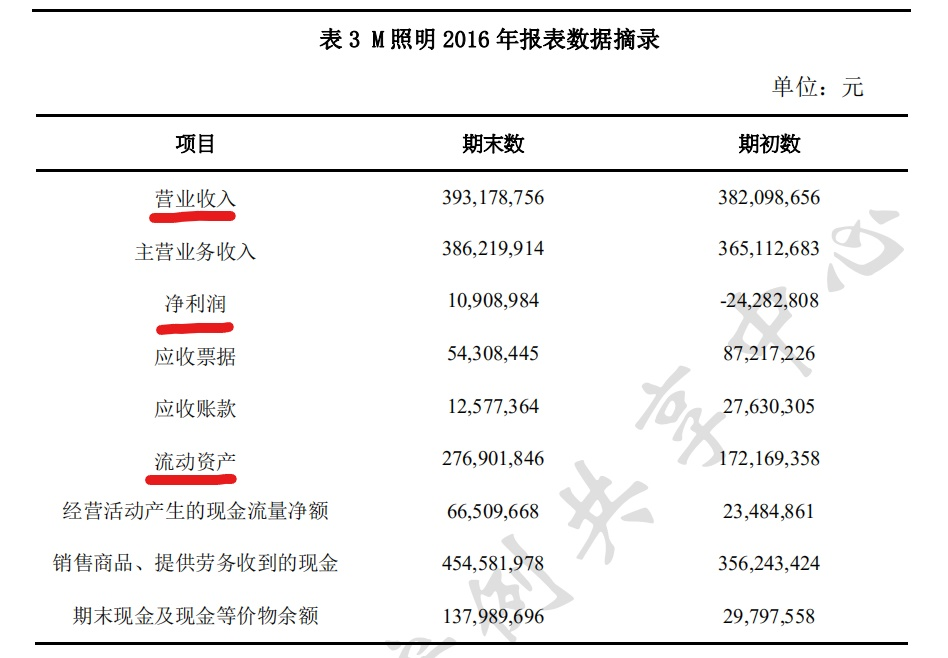 表 3 M 照明 2016 年报表数据摘录
单位：元
项目 期末数 期初数
营业收入 393,178,756 382,098,656
主营业务收入 386,219,914 365,112,683
净利润 10,908,984 -24,282,808
应收票据 54,308,445 87,217,226
应收账款 12,577,364 27,630,305
流动资产 276,901,846 172,169,358
经营活动产生的现金流量净额 66,509,668 23,484,861
销售商品、提供劳务收到的现金 454,581,978 356,243,424
期末现金及现金等价物余额 137,989,696 29,797,558
例共享中心